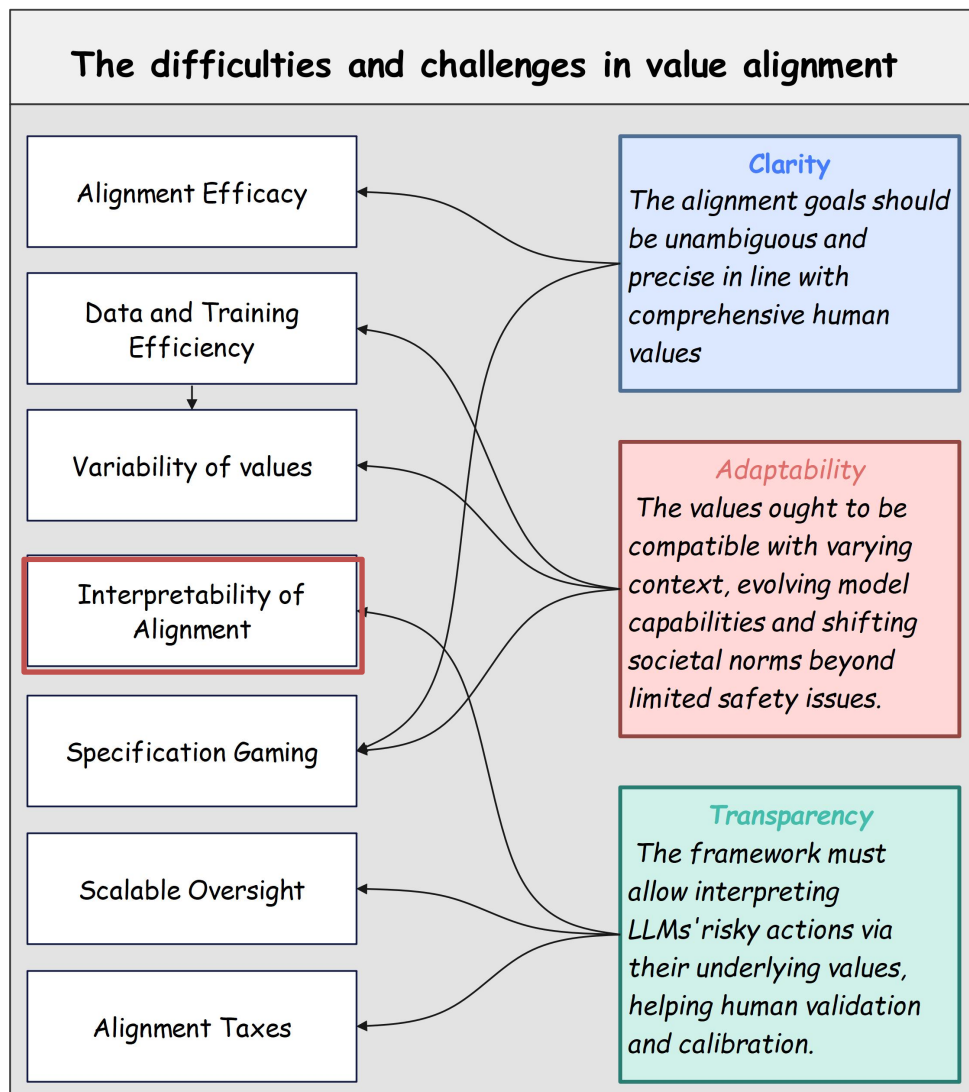 The difficulties and challenges in value alignment
Alignment Efficacy
Data and Training
Efficiency
Variability of values
Interpretability of
Alignment
Specification Gaming
Scalable Oversight
Alignment Taxes
Clarity
The alignment goals should
be unambiguous and
precise in line with
comprehensive human
values
Adaptability
The values ought to be
compatible with varying
context, evolving model
capabilities and shifting
societal norms beyond
limited safety issues.
Transparency
The framework must
allow interpreting
LLMs'risky actions via
their underlying values,
helping human validation
and calibration.